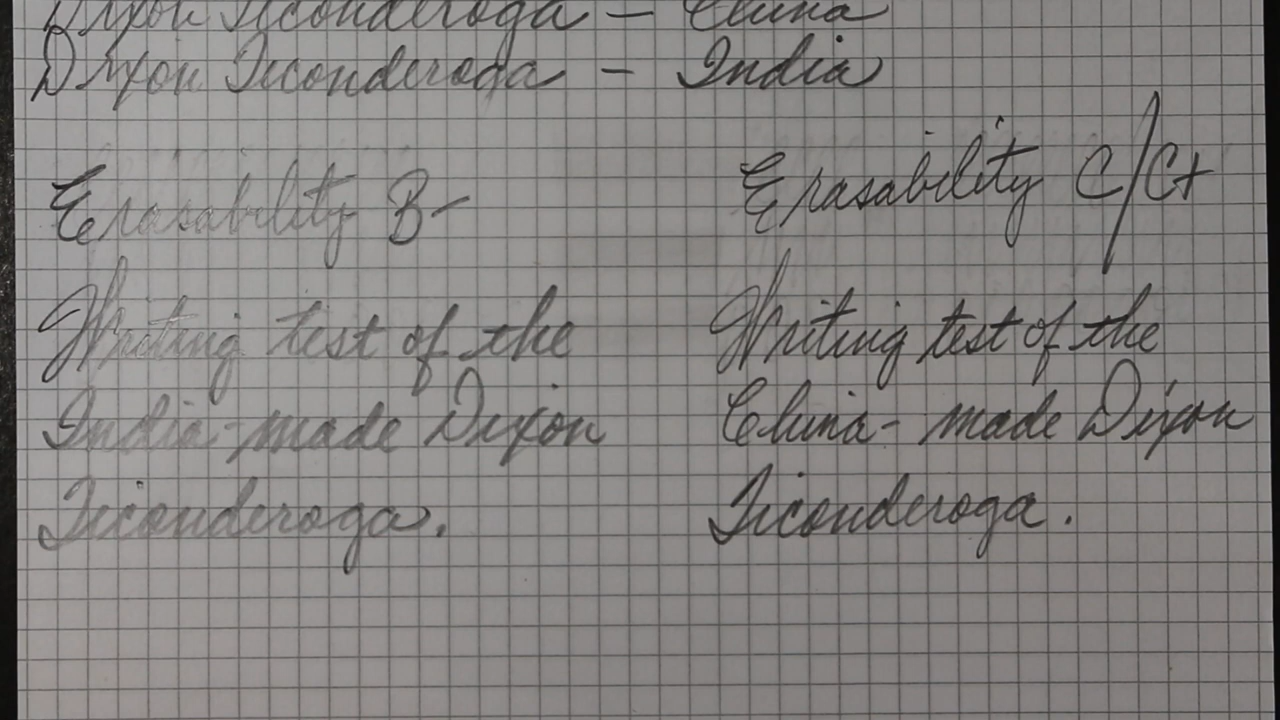 Dixon Ticonderoga — China
Dixon Ticonderoga — India
Erasability B-
Writing test of the
India-made Dixon
Ticonderoga.
Erasability C/C+
Writing test of the
China-made Dixon
Ticonderoga.